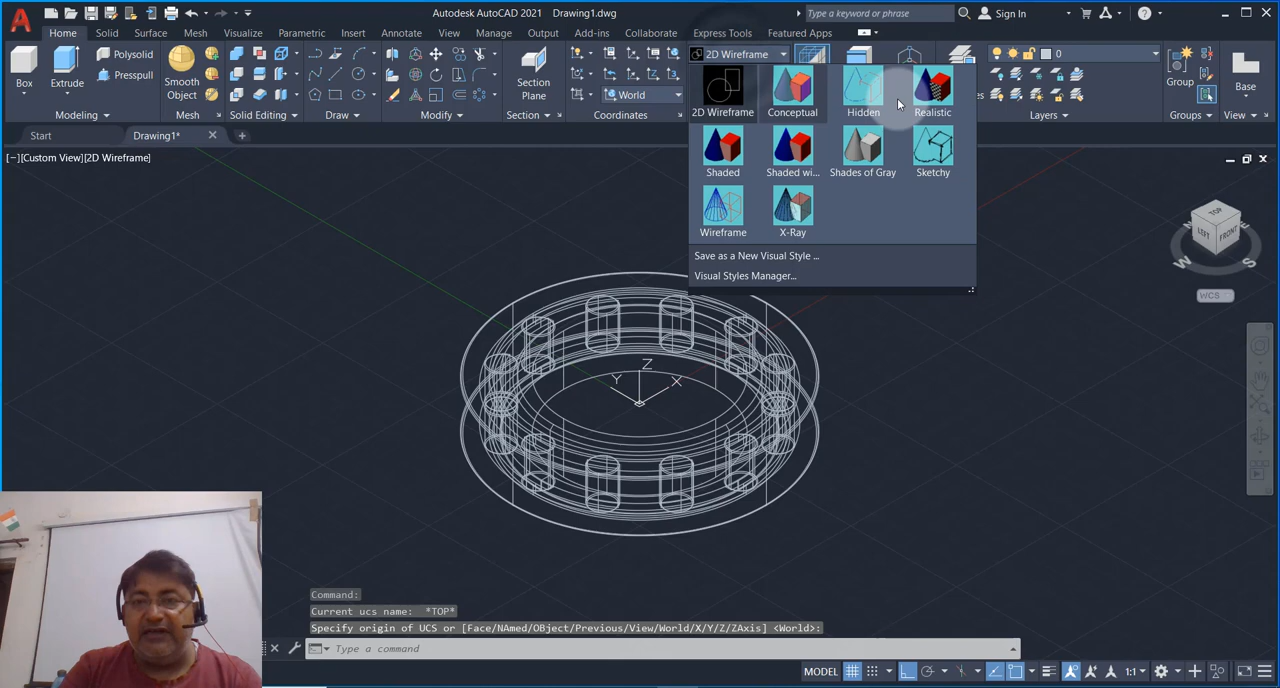 Autodesk AutoCAD 2021 Drawing1.dwg
Type a keyword or phrase
Sign In
Home Solid Surface Mesh Visualize Parametric Insert Annotate View Manage Output Add-ins Collaborate Express Tools Featured Apps
Box
Extrude
Polysolid
Presspull
Smooth
Object
Section
Plane
World
2D Wireframe
0
Group
Base
Modeling
Mesh
Solid Editing
Draw
Modify
Section
Coordinates
Layers
Groups
View
2D Wireframe
Conceptual
Hidden
Realistic
Shaded
Shaded wi...
Shades of Gray
Sketchy
Wireframe
X-Ray
Save as a New Visual Style ...
Visual Styles Manager...
Start
Drawing1*
[−][Custom View][2D Wireframe]
TOP
LEFT
FRONT
W
S
WCS
Z
Y
X
Command:
Current ucs name: *TOP*
Specify origin of UCS or [Face/NAmed/OBject/Previous/View/World/X/Y/Z/ZAxis] <World>:
Type a command
MODEL
1:1